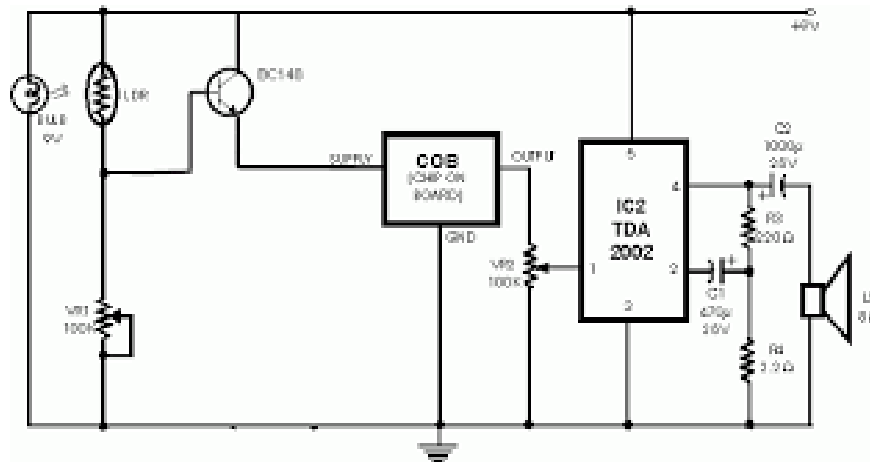 BC148
LDR
BULB
SUPPLY
COB
(CHIP ON
BOARD)
OUTPUT
GND
VR1
100K
VR2
100K
IC2
TDA
2002
5
4
1
2
3
C2
1000µ
25V
R3
220Ω
C1
470µ
25V
R4
2.2Ω